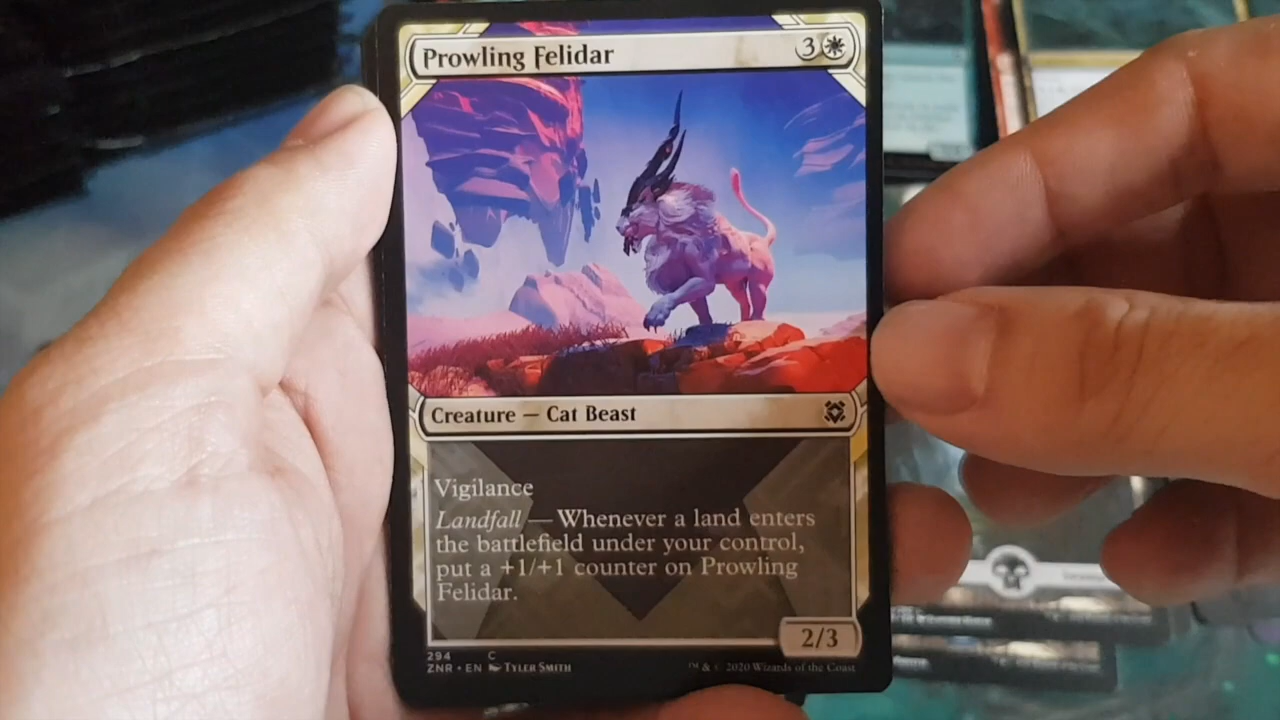 Prowling Felidar 3
Creature — Cat Beast
Vigilance
Landfall — Whenever a land enters
the battlefield under your control,
put a +1/+1 counter on Prowling
Felidar.
2/3
294 C
ZNR • EN TYLER SMITH
™ & © 2020 Wizards of the Coast